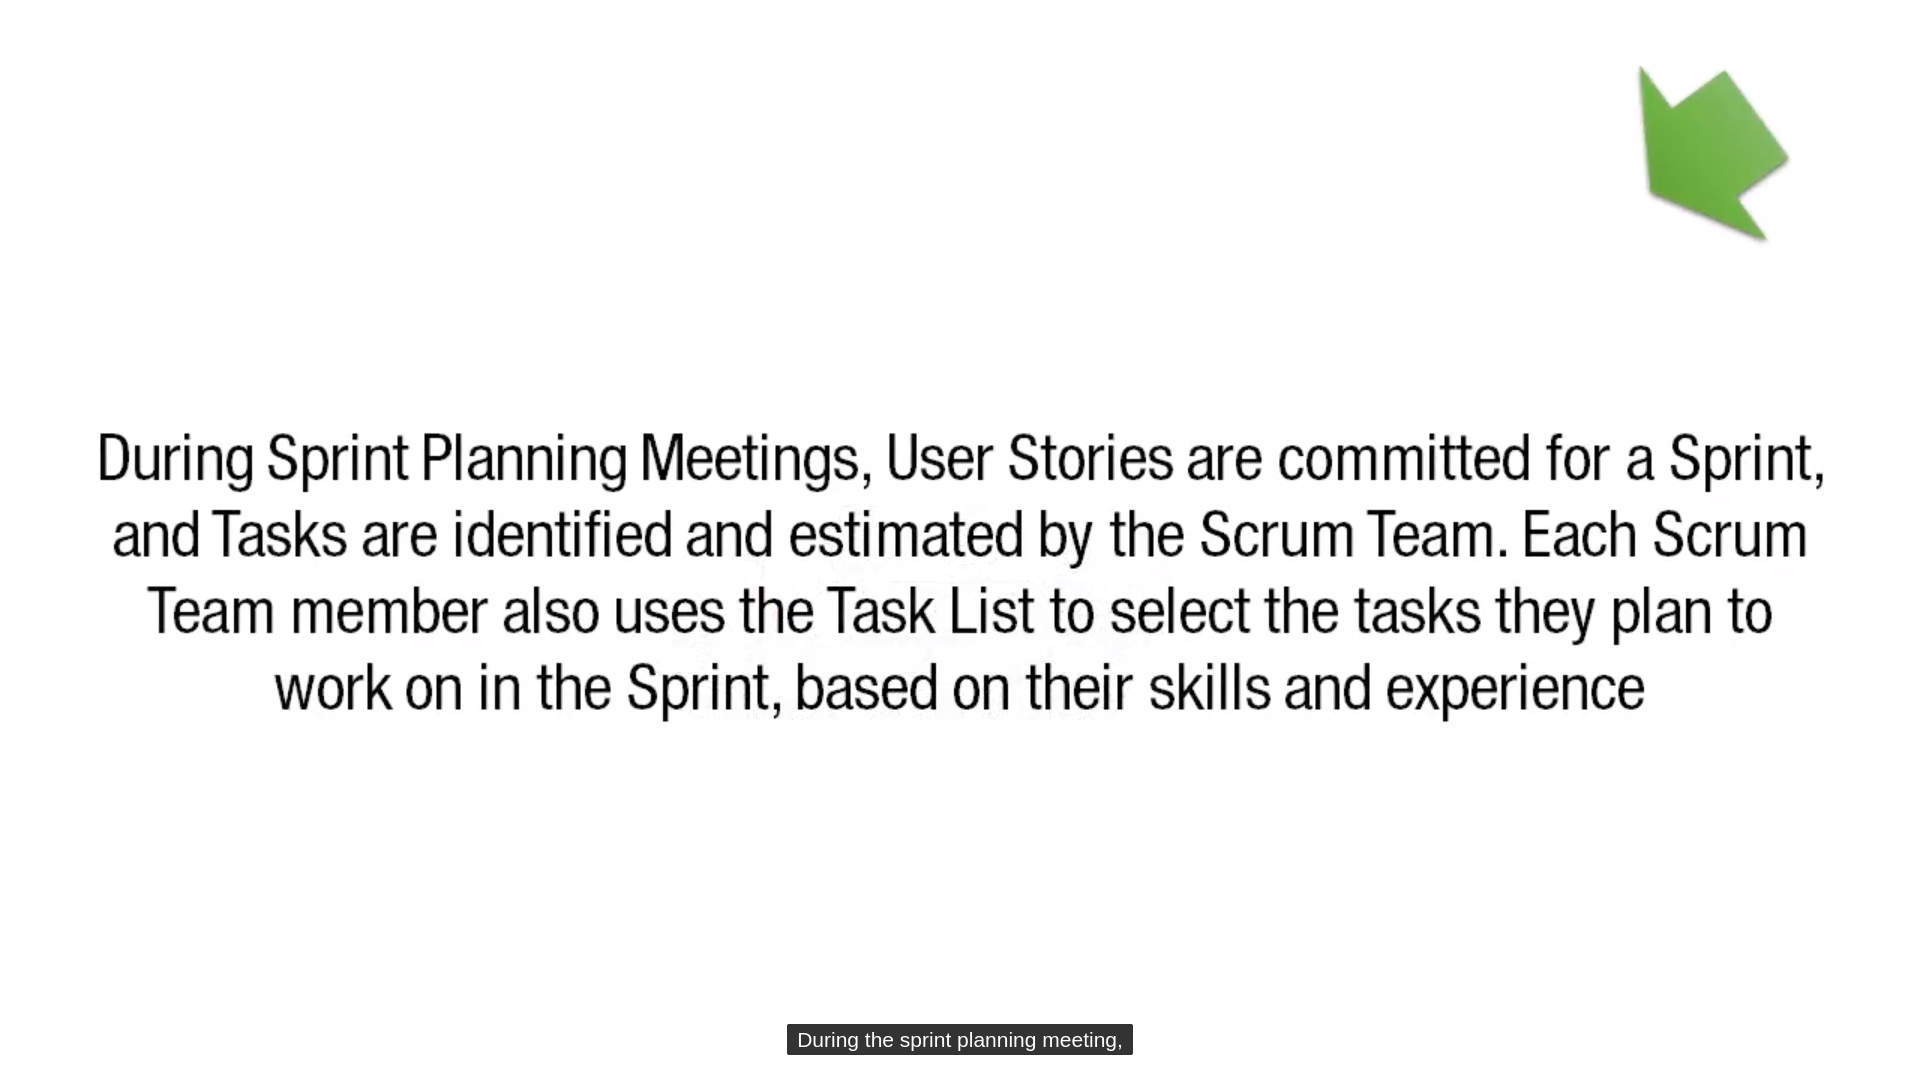 During Sprint Planning Meetings, User Stories are committed for a Sprint,
and Tasks are identified and estimated by the Scrum Team. Each Scrum
Team member also uses the Task List to select the tasks they plan to
work on in the Sprint, based on their skills and experience
During the sprint planning meeting,